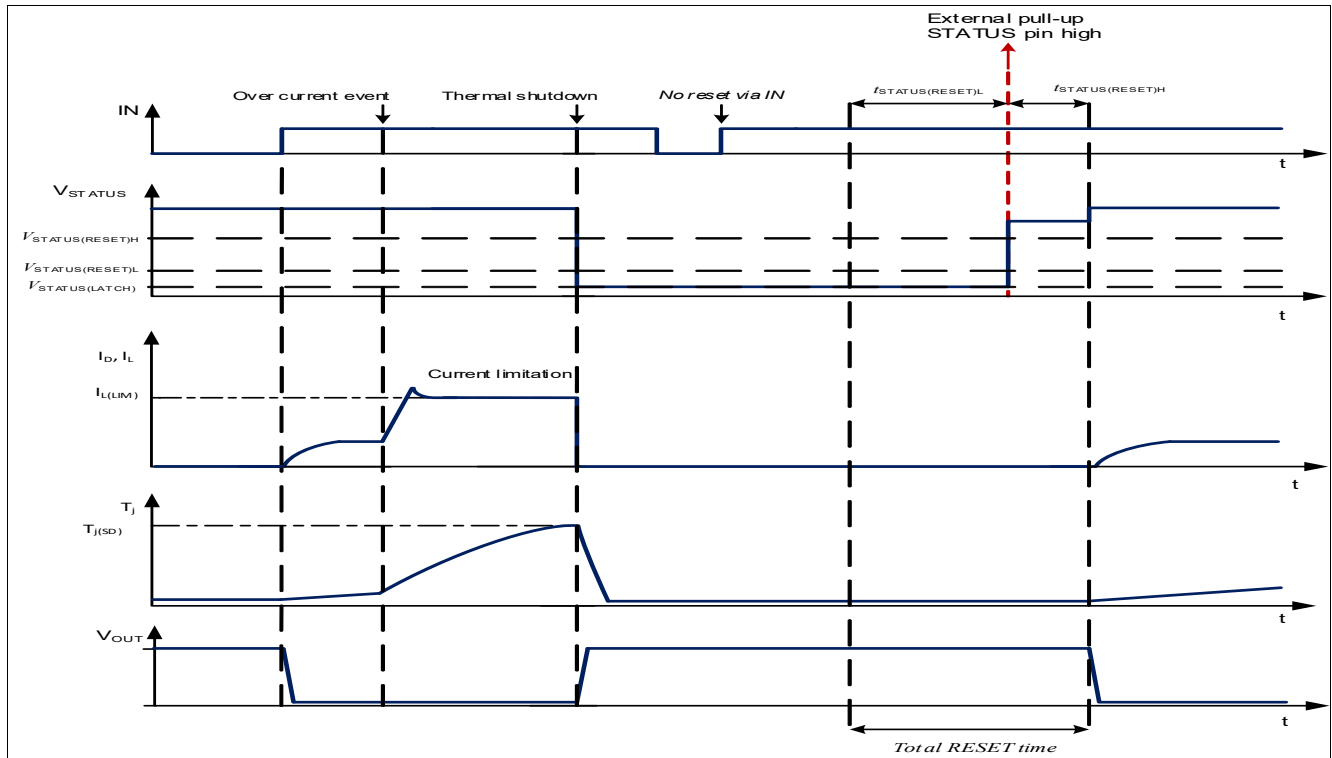 External pull-up
STATUS pin high
IN
Over current event
Thermal shutdown
No reset via IN
tSTATUS(RESET)L
tSTATUS(RESET)H
t
VSTATUS
VSTATUS(RESET)H
VSTATUS(RESET)L
VSTATUS(LATCH)
t
ID, IL
Current limitation
IL(LIM)
t
Tj
Tj(SD)
t
VOUT
t
Total RESET time